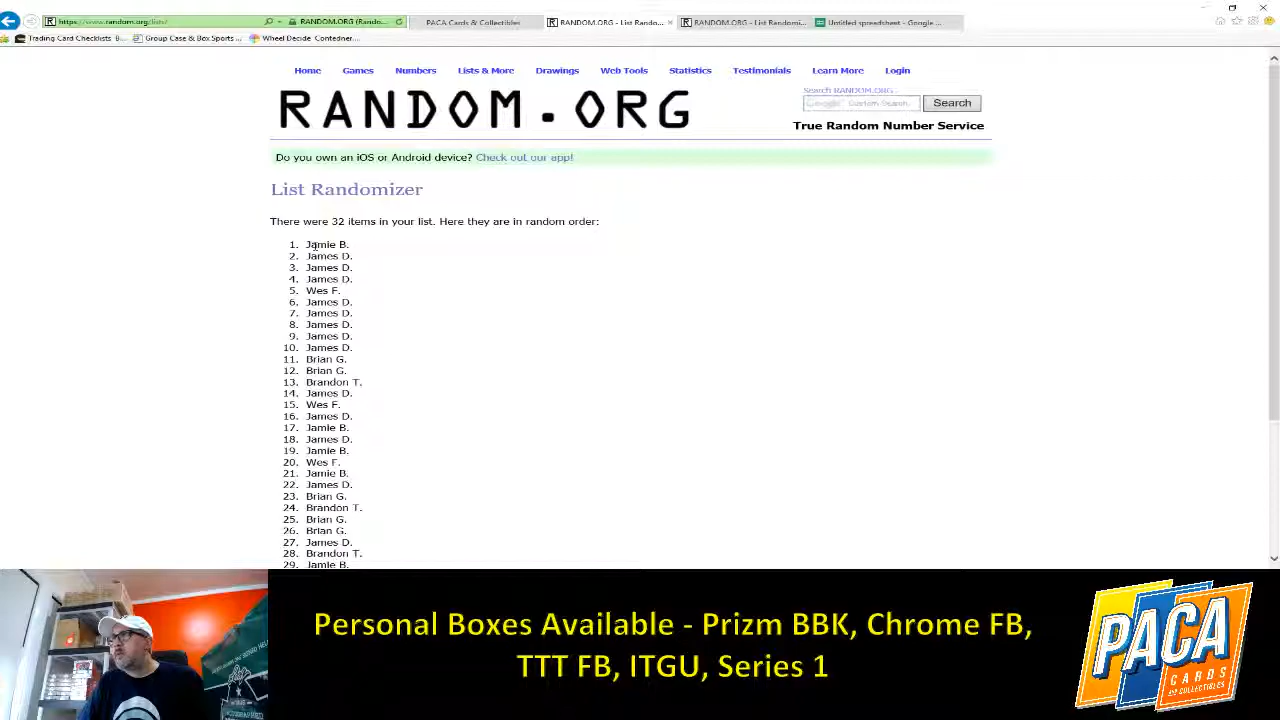 https://www.random.org/lists/
RANDOM.ORG (Rando...
PACA Cards & Collectibles
RANDOM.ORG - List Rando...
RANDOM.ORG - List Randomi...
Untitled spreadsheet - Google ...
Trading Card Checklists B...
Group Case & Box Sports ...
Wheel Decide
Home Games Numbers Lists & More Drawings Web Tools Statistics Testimonials Learn More Login
RANDOM.ORG
Search RANDOM.ORG
Google Custom Search
Search
True Random Number Service
Do you own an iOS or Android device? Check out our app!
List Randomizer
There were 32 items in your list. Here they are in random order:
1. Jamie B.
2. James D.
3. James D.
4. James D.
5. Wes F.
6. James D.
7. James D.
8. James D.
9. James D.
10. James D.
11. Brian G.
12. Brian G.
13. Brandon T.
14. James D.
15. Wes F.
16. James D.
17. Jamie B.
18. James D.
19. Jamie B.
20. Wes F.
21. Jamie B.
22. James D.
23. Brian G.
24. Brandon T.
25. Brian G.
26. Brian G.
27. James D.
28. Brandon T.
29. Jamie B.
Personal Boxes Available - Prizm BBK, Chrome FB,
TTT FB, ITGU, Series 1
PACA
CARDS
AND COLLECTIBLES